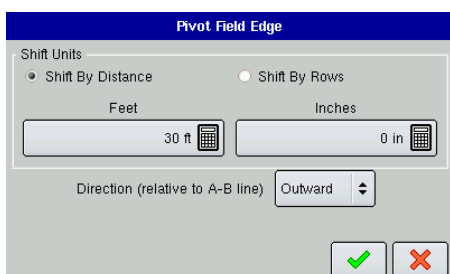 Pivot Field Edge
Shift Units
Shift By Distance Shift By Rows
Feet Inches
30 ft 0 in
Direction (relative to A-B line) Outward